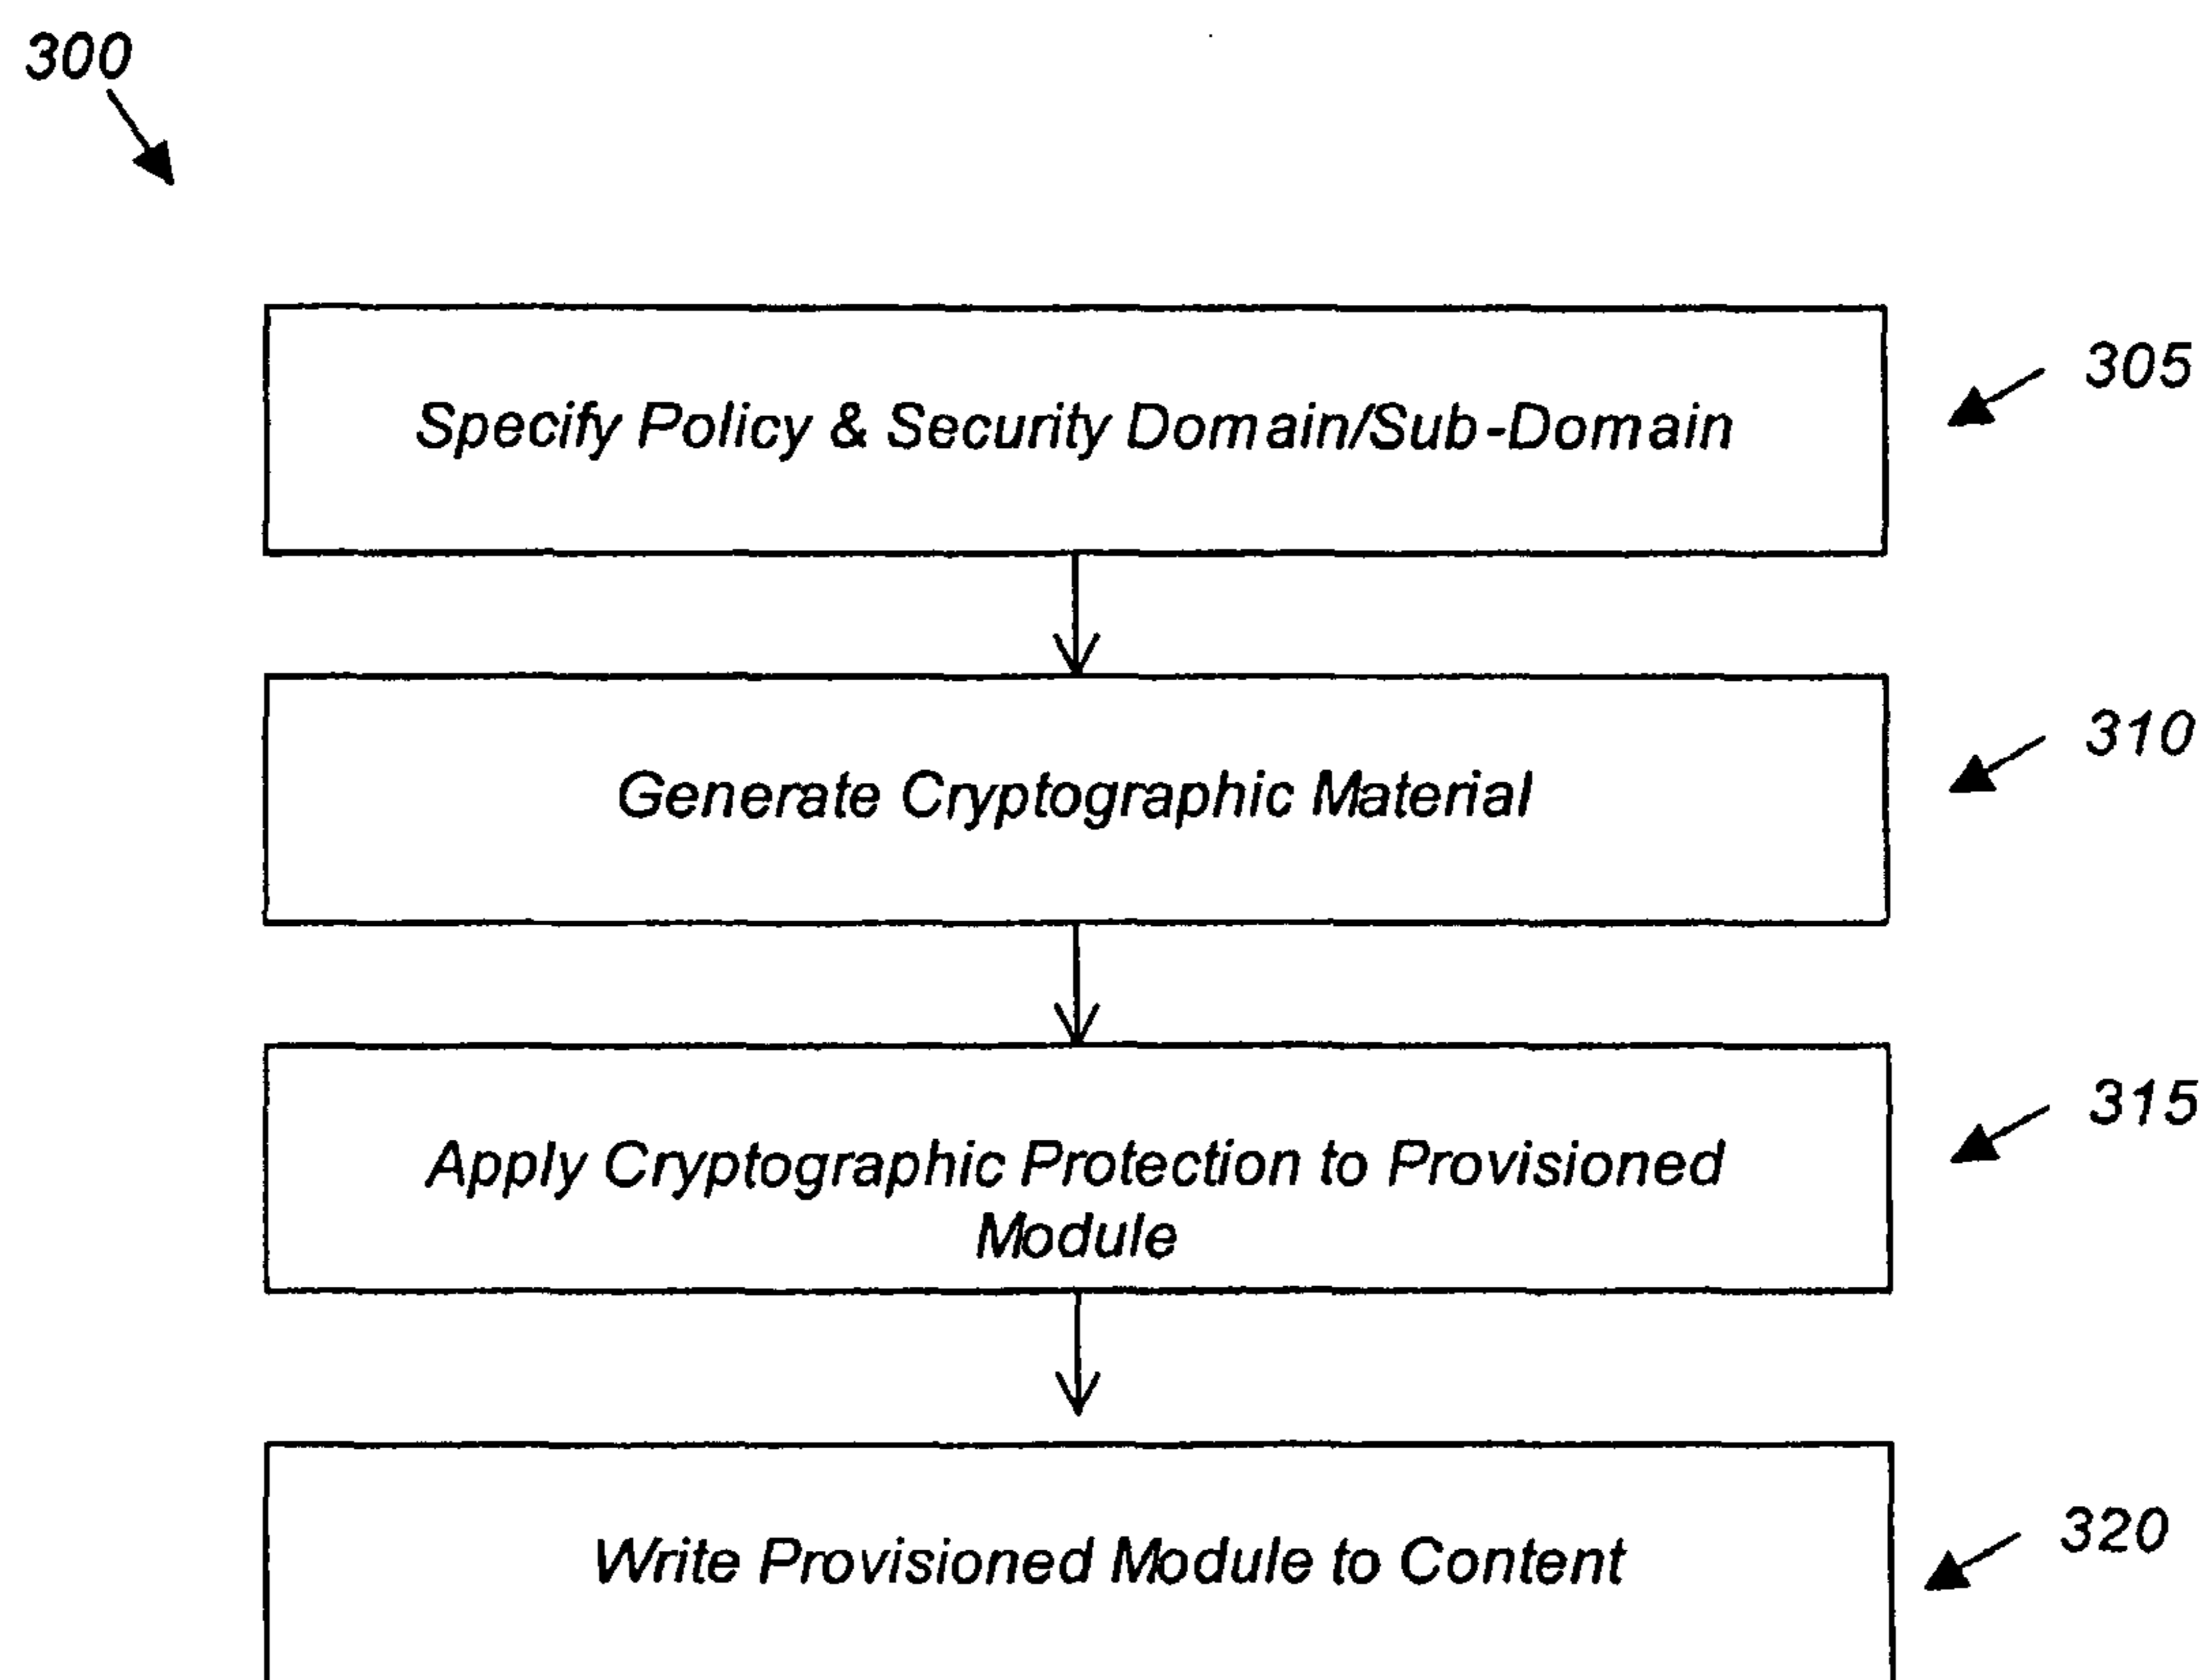 300
Specify Policy & Security Domain/Sub-Domain
305
Generate Cryptographic Material
310
Apply Cryptographic Protection to Provisioned
Module
315
Write Provisioned Module to Content
320